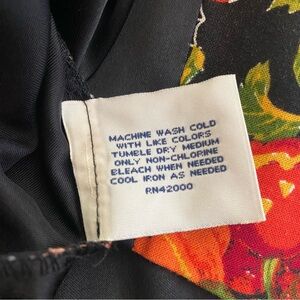 MACHINE WASH COLD
WITH LIKE COLORS
TUMBLE DRY MEDIUM
ONLY NON-CHLORINE
BLEACH WHEN NEEDED
COOL IRON AS NEEDED
RN42000